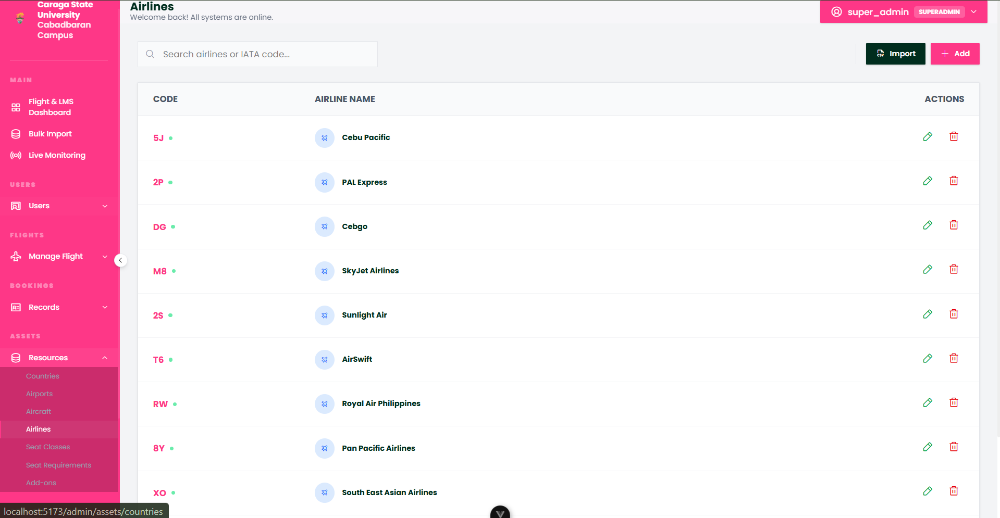 Caraga State
University
Cabadbaran
Campus
MAIN
Flight & LMS
Dashboard
Bulk Import
Live Monitoring
USERS
Users
FLIGHTS
Manage Flight
BOOKINGS
Records
ASSETS
Resources
Countries
Airports
Aircraft
Airlines
Seat Classes
Seat Requirements
Add-ons
localhost:5173/admin/assets/countries
Airlines
Welcome back! All systems are online.
super_admin SUPERADMIN
Search airlines or IATA code...
CSV Import
Add
CODE AIRLINE NAME ACTIONS
5J Cebu Pacific
2P PAL Express
DG Cebgo
M8 SkyJet Airlines
2S Sunlight Air
T6 AirSwift
RW Royal Air Philippines
8Y Pan Pacific Airlines
XO South East Asian Airlines